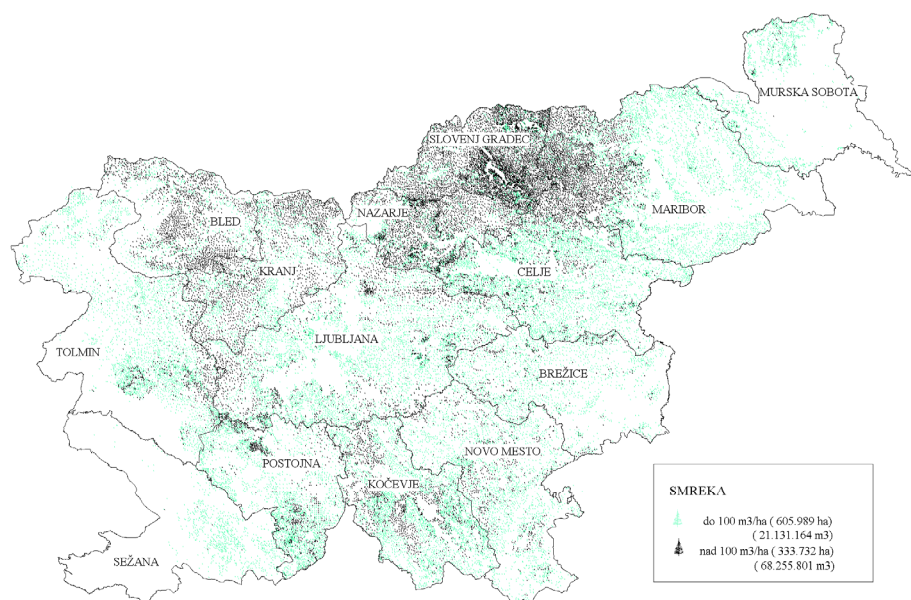 MURSKA SOBOTA
SLOVENJ GRADEC
MARIBOR
NAZARJE
BLED
CELJE
KRANJ
LJUBLJANA
TOLMIN
BREŽICE
NOVO MESTO
POSTOJNA
KOČEVJE
SEŽANA
SMREKA
do 100 m3/ha ( 605.989 ha)
( 21.131.164 m3)
nad 100 m3/ha ( 333.732 ha)
( 68.255.801 m3)